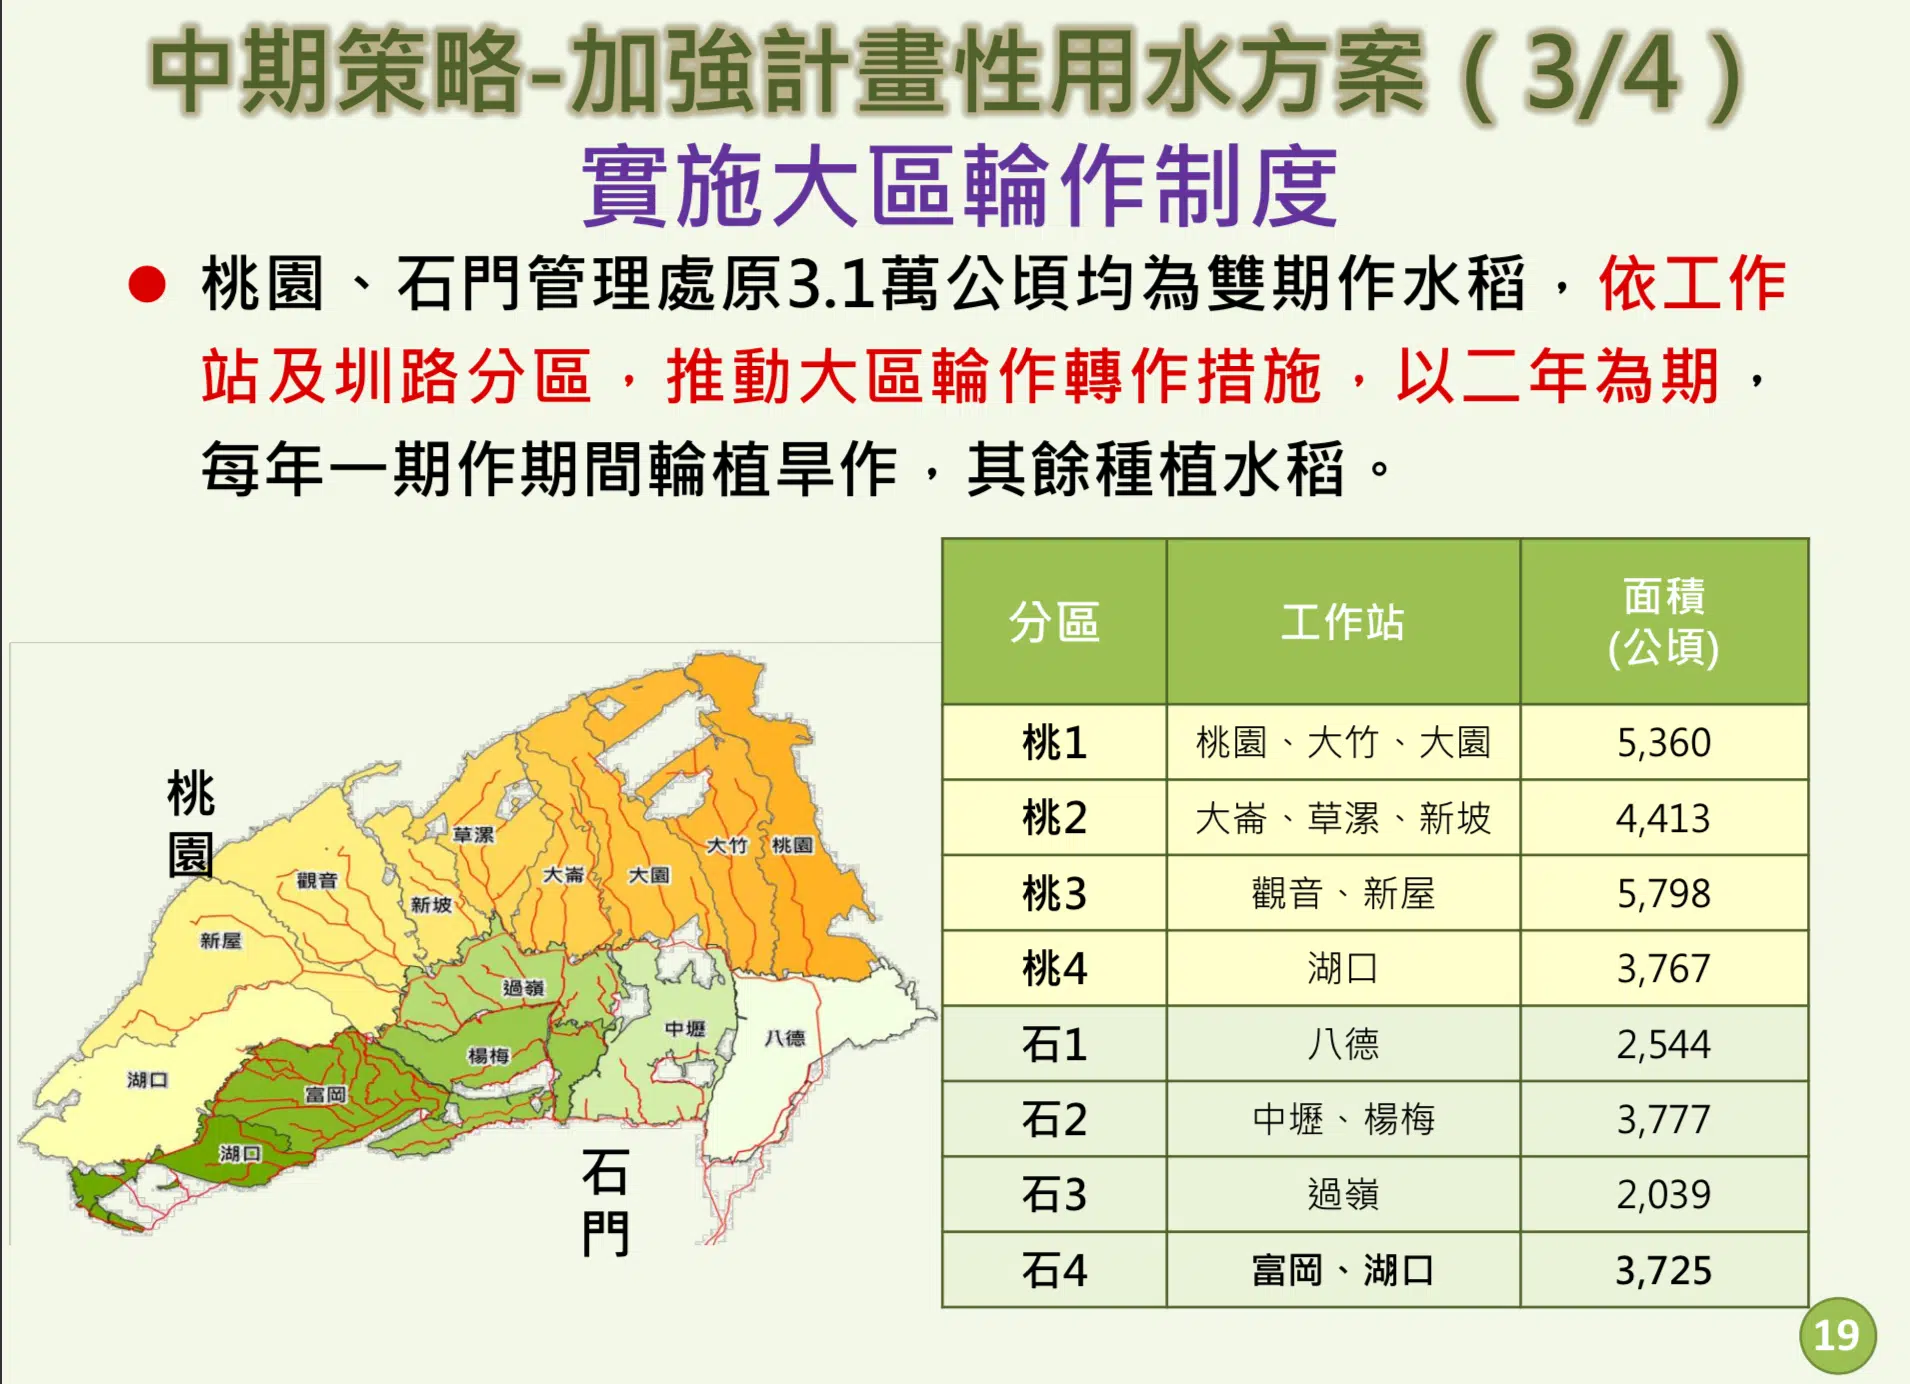 中期策略-加強計畫性用水方案（3/4）
實施大區輪作制度
● 桃園、石門管理處原3.1萬公頃均為雙期作水稻，依工作
站及圳路分區，推動大區輪作轉作措施，以二年為期，
每年一期作期間輪植旱作，其餘種植水稻。
桃園
觀音
新屋
湖口
草漯
新坡
大崙
大園
大竹
桃園
過嶺
楊梅
中壢
八德
富岡
湖口
石門
分區 工作站 面積(公頃)
桃1 桃園、大竹、大園 5,360
桃2 大崙、草漯、新坡 4,413
桃3 觀音、新屋 5,798
桃4 湖口 3,767
石1 八德 2,544
石2 中壢、楊梅 3,777
石3 過嶺 2,039
石4 富岡、湖口 3,725
19